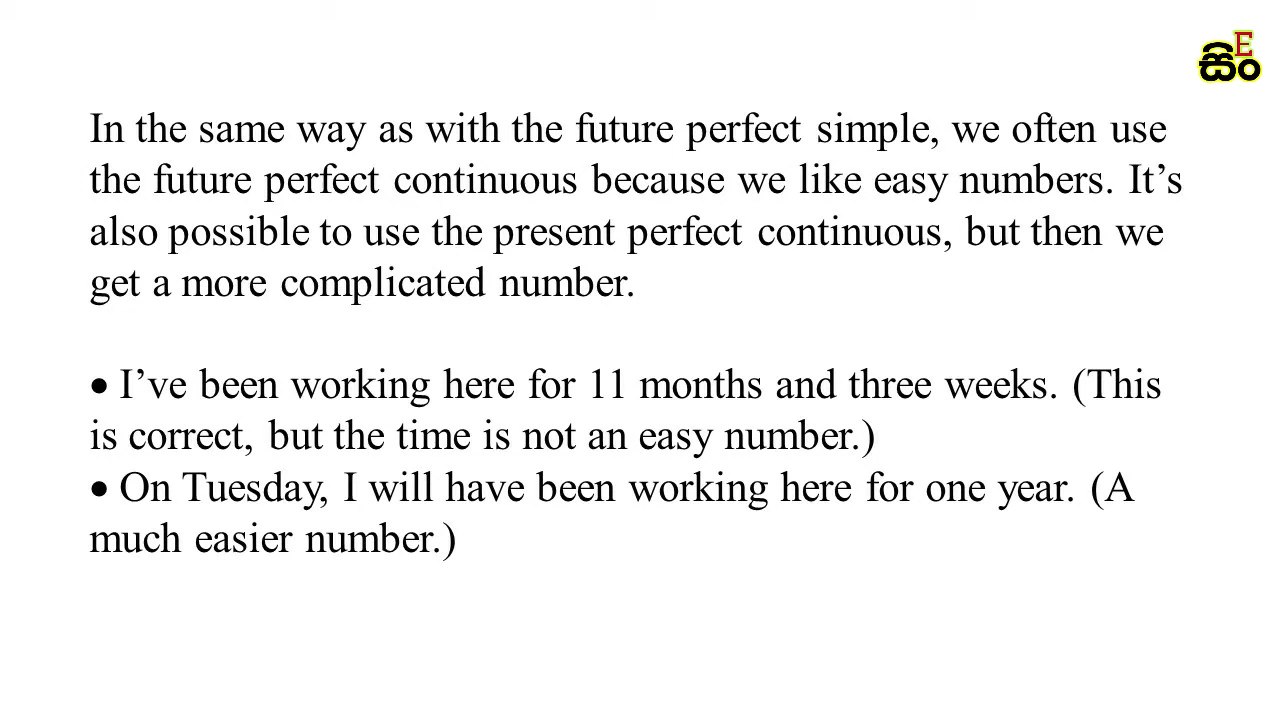 E
සිං
In the same way as with the future perfect simple, we often use
the future perfect continuous because we like easy numbers. It’s
also possible to use the present perfect continuous, but then we
get a more complicated number.
• I’ve been working here for 11 months and three weeks. (This
is correct, but the time is not an easy number.)
• On Tuesday, I will have been working here for one year. (A
much easier number.)